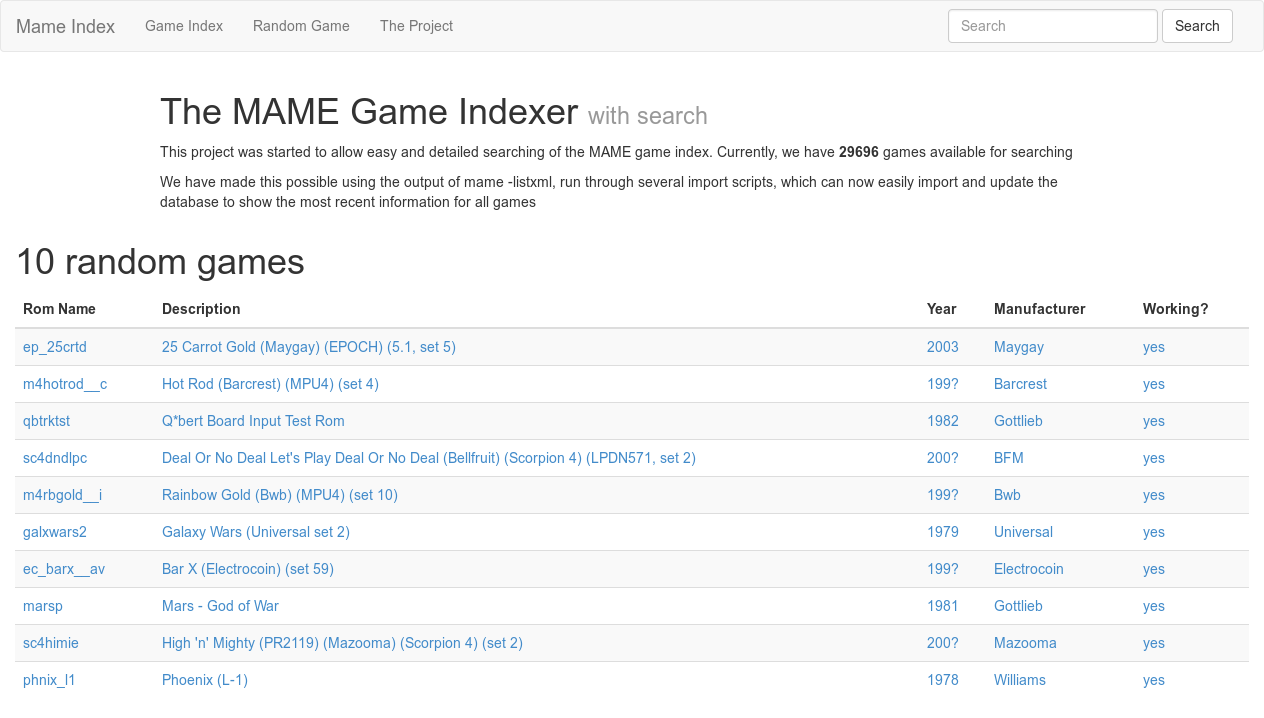 Mame Index Game Index Random Game The Project Search Search
The MAME Game Indexer with search
This project was started to allow easy and detailed searching of the MAME game index. Currently, we have 29696 games available for searching
We have made this possible using the output of mame -listxml, run through several import scripts, which can now easily import and update the
database to show the most recent information for all games
10 random games
Rom Name Description Year Manufacturer Working?
ep_25crtd 25 Carrot Gold (Maygay) (EPOCH) (5.1, set 5) 2003 Maygay yes
m4hotrod__c Hot Rod (Barcrest) (MPU4) (set 4) 199? Barcrest yes
qbtrktst Q*bert Board Input Test Rom 1982 Gottlieb yes
sc4dndlpc Deal Or No Deal Let's Play Deal Or No Deal (Bellfruit) (Scorpion 4) (LPDN571, set 2) 200? BFM yes
m4rbgold__i Rainbow Gold (Bwb) (MPU4) (set 10) 199? Bwb yes
galxwars2 Galaxy Wars (Universal set 2) 1979 Universal yes
ec_barx__av Bar X (Electrocoin) (set 59) 199? Electrocoin yes
marsp Mars - God of War 1981 Gottlieb yes
sc4himie High 'n' Mighty (PR2119) (Mazooma) (Scorpion 4) (set 2) 200? Mazooma yes
phnix_l1 Phoenix (L-1) 1978 Williams yes